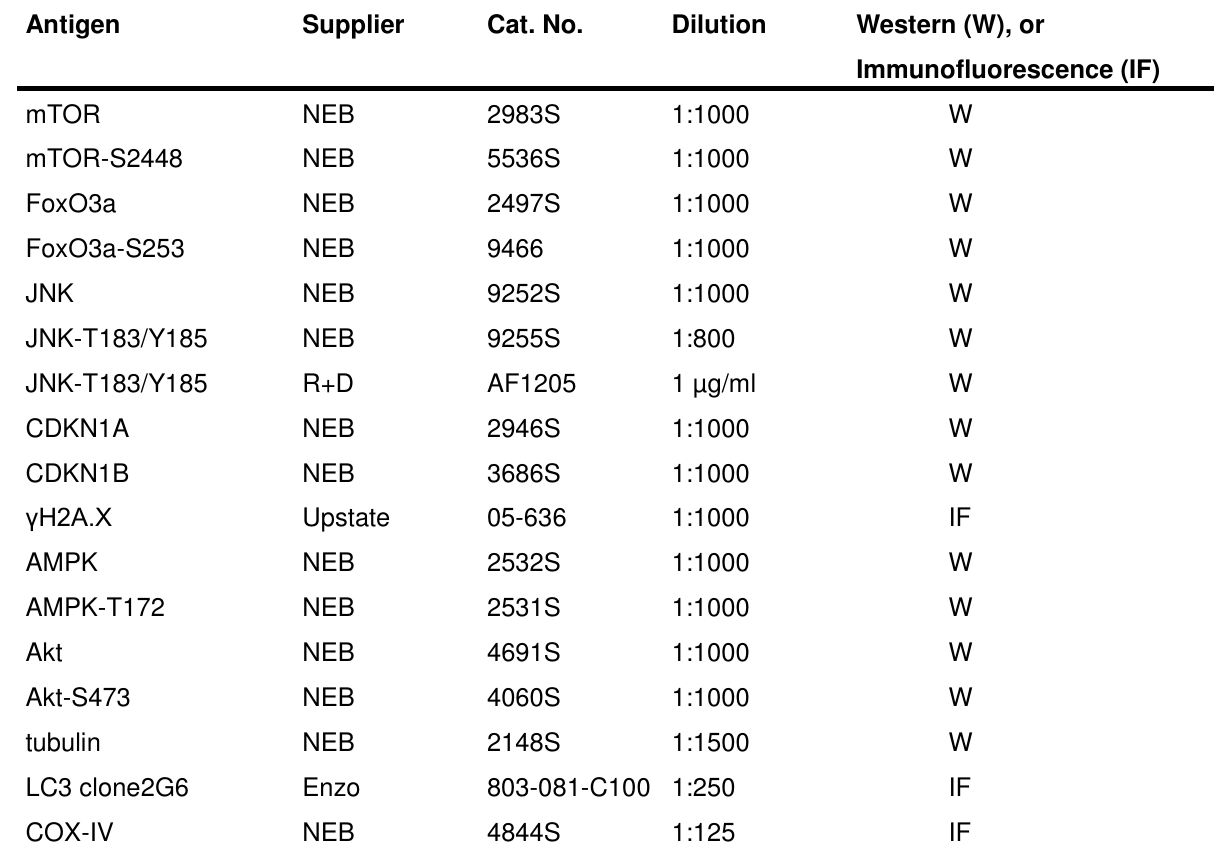 Antigen Supplier Cat. No. Dilution Western (W), or
Immunofluorescence (IF)
mTOR NEB 2983S 1:1000 W
mTOR-S2448 NEB 5536S 1:1000 W
FoxO3a NEB 2497S 1:1000 W
FoxO3a-S253 NEB 9466 1:1000 W
JNK NEB 9252S 1:1000 W
JNK-T183/Y185 NEB 9255S 1:800 W
JNK-T183/Y185 R+D AF1205 1 µg/ml W
CDKN1A NEB 2946S 1:1000 W
CDKN1B NEB 3686S 1:1000 W
γH2A.X Upstate 05-636 1:1000 IF
AMPK NEB 2532S 1:1000 W
AMPK-T172 NEB 2531S 1:1000 W
Akt NEB 4691S 1:1000 W
Akt-S473 NEB 4060S 1:1000 W
tubulin NEB 2148S 1:1500 W
LC3 clone2G6 Enzo 803-081-C100 1:250 IF
COX-IV NEB 4844S 1:125 IF